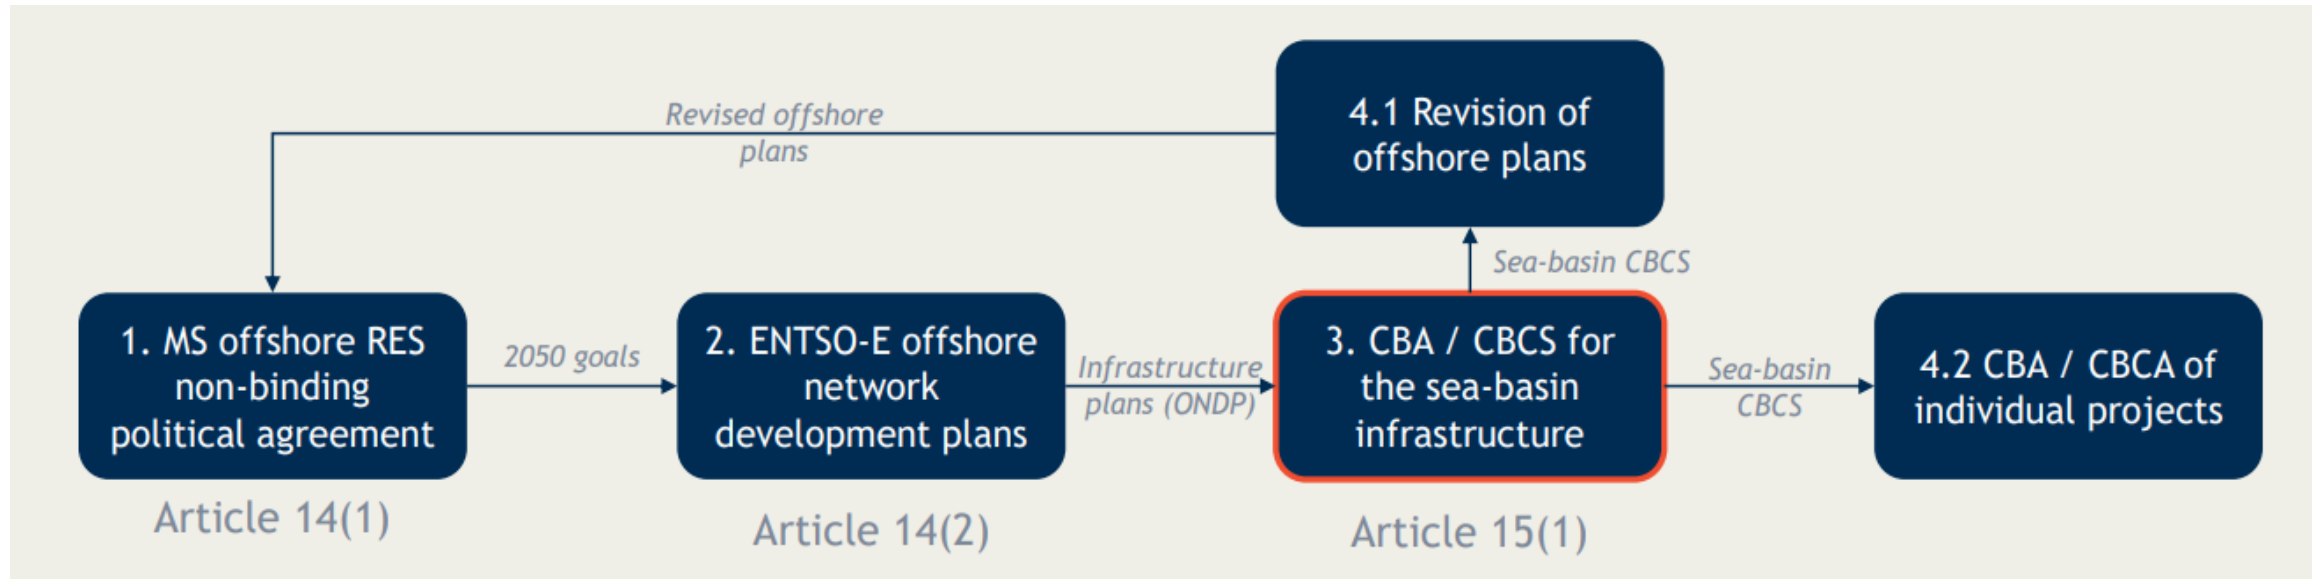 Revised offshore
plans
4.1 Revision of
offshore plans
Sea-basin CBCS
1. MS offshore RES
non-binding
political agreement
2050 goals
2. ENTSO-E offshore
network
development plans
Infrastructure
plans (ONDP)
3. CBA / CBCS for
the sea-basin
infrastructure
Sea-basin
CBCS
4.2 CBA / CBCA of
individual projects
Article 14(1)
Article 14(2)
Article 15(1)